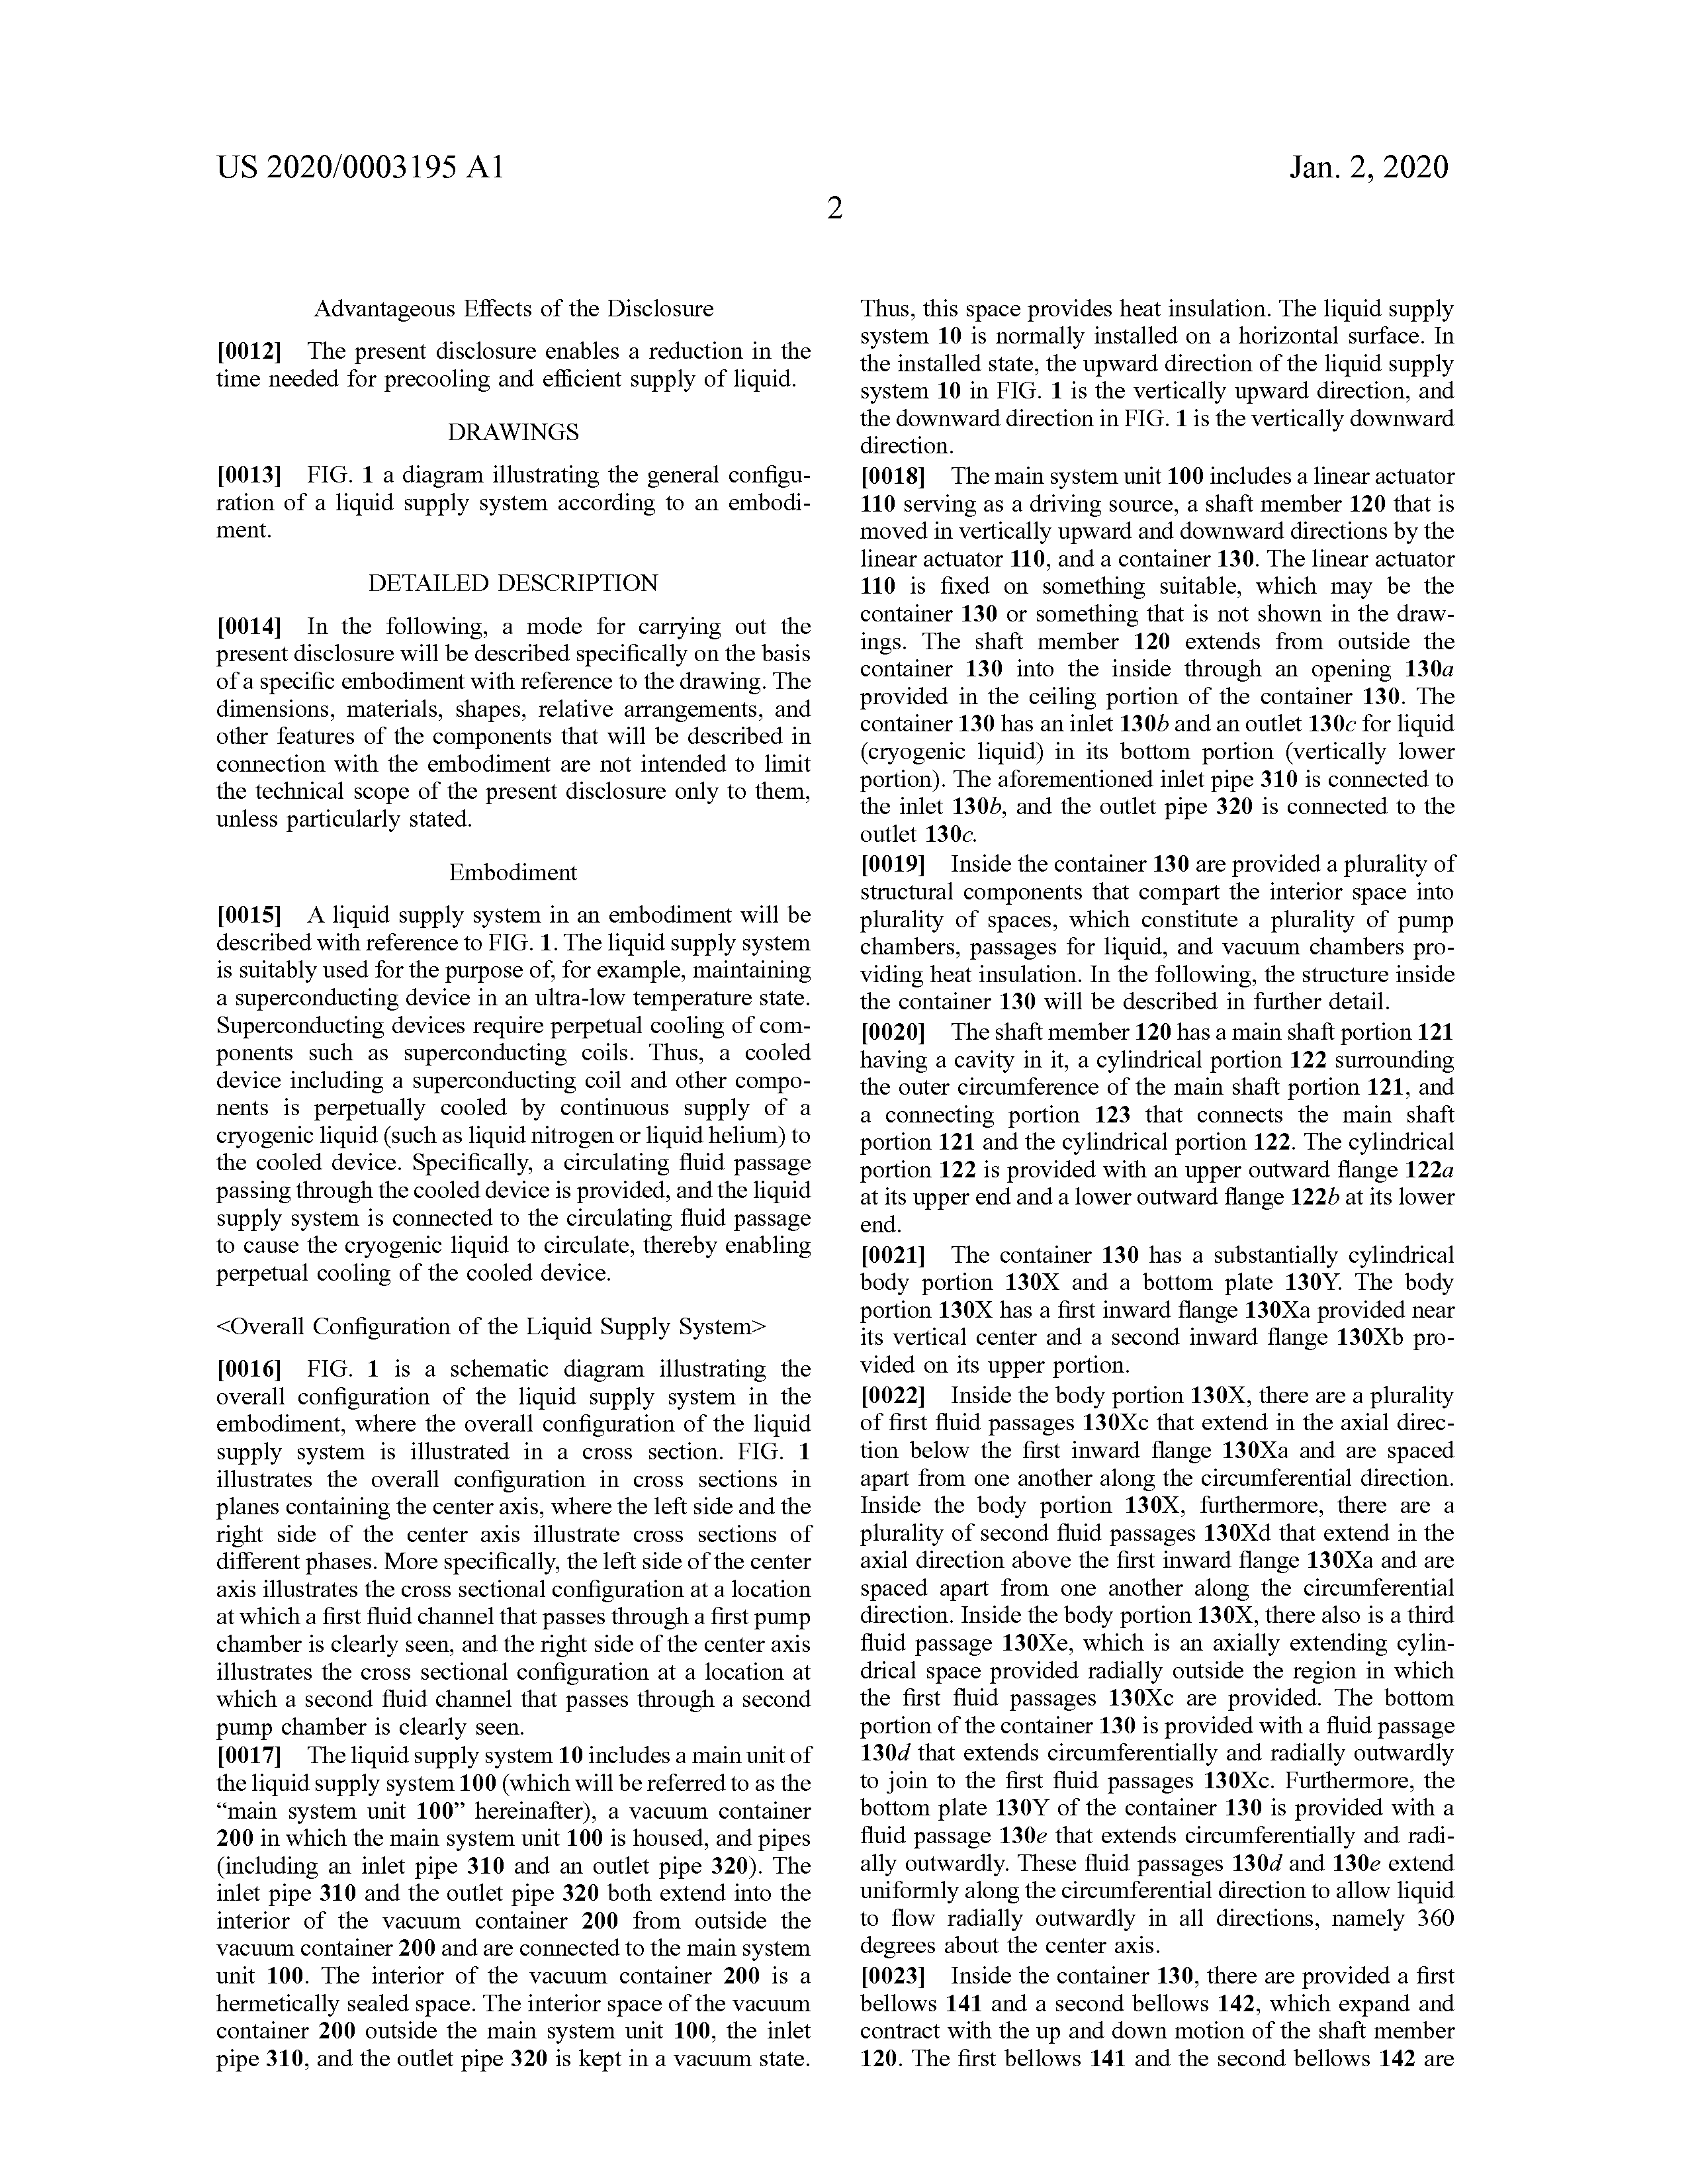 US 2020/0003195 A1
Jan. 2, 2020
2
Advantageous Effects of the Disclosure
[0012] The present disclosure enables a reduction in the
time needed for precooling and efficient supply of liquid.
DRAWINGS
[0013] FIG. 1 a diagram illustrating the general configu-
ration of a liquid supply system according to an embodi-
ment.
DETAILED DESCRIPTION
[0014] In the following, a mode for carrying out the
present disclosure will be described specifically on the basis
of a specific embodiment with reference to the drawing. The
dimensions, materials, shapes, relative arrangements, and
other features of the components that will be described in
connection with the embodiment are not intended to limit
the technical scope of the present disclosure only to them,
unless particularly stated.
Embodiment
[0015] A liquid supply system in an embodiment will be
described with reference to FIG. 1. The liquid supply system
is suitably used for the purpose of, for example, maintaining
a superconducting device in an ultra-low temperature state.
Superconducting devices require perpetual cooling of com-
ponents such as superconducting coils. Thus, a cooled
device including a superconducting coil and other compo-
nents is perpetually cooled by continuous supply of a
cryogenic liquid (such as liquid nitrogen or liquid helium) to
the cooled device. Specifically, a circulating fluid passage
passing through the cooled device is provided, and the liquid
supply system is connected to the circulating fluid passage
to cause the cryogenic liquid to circulate, thereby enabling
perpetual cooling of the cooled device.
<Overall Configuration of the Liquid Supply System>
[0016] FIG. 1 is a schematic diagram illustrating the
overall configuration of the liquid supply system in the
embodiment, where the overall configuration of the liquid
supply system is illustrated in a cross section. FIG. 1
illustrates the overall configuration in cross sections in
planes containing the center axis, where the left side and the
right side of the center axis illustrate cross sections of
different phases. More specifically, the left side of the center
axis illustrates the cross sectional configuration at a location
at which a first fluid channel that passes through a first pump
chamber is clearly seen, and the right side of the center axis
illustrates the cross sectional configuration at a location at
which a second fluid channel that passes through a second
pump chamber is clearly seen.
[0017] The liquid supply system 10 includes a main unit of
the liquid supply system 100 (which will be referred to as the
“main system unit 100” hereinafter), a vacuum container
200 in which the main system unit 100 is housed, and pipes
(including an inlet pipe 310 and an outlet pipe 320). The
inlet pipe 310 and the outlet pipe 320 both extend into the
interior of the vacuum container 200 from outside the
vacuum container 200 and are connected to the main system
unit 100. The interior of the vacuum container 200 is a
hermetically sealed space. The interior space of the vacuum
container 200 outside the main system unit 100, the inlet
pipe 310, and the outlet pipe 320 is kept in a vacuum state.
Thus, this space provides heat insulation. The liquid supply
system 10 is normally installed on a horizontal surface. In
the installed state, the upward direction of the liquid supply
system 10 in FIG. 1 is the vertically upward direction, and
the downward direction in FIG. 1 is the vertically downward
direction.
[0018] The main system unit 100 includes a linear actuator
110 serving as a driving source, a shaft member 120 that is
moved in vertically upward and downward directions by the
linear actuator 110, and a container 130. The linear actuator
110 is fixed on something suitable, which may be the
container 130 or something that is not shown in the draw-
ings. The shaft member 120 extends from outside the
container 130 into the inside through an opening 130a
provided in the ceiling portion of the container 130. The
container 130 has an inlet 130b and an outlet 130c for liquid
(cryogenic liquid) in its bottom portion (vertically lower
portion). The aforementioned inlet pipe 310 is connected to
the inlet 130b, and the outlet pipe 320 is connected to the
outlet 130c.
[0019] Inside the container 130 are provided a plurality of
structural components that compart the interior space into
plurality of spaces, which constitute a plurality of pump
chambers, passages for liquid, and vacuum chambers pro-
viding heat insulation. In the following, the structure inside
the container 130 will be described in further detail.
[0020] The shaft member 120 has a main shaft portion 121
having a cavity in it, a cylindrical portion 122 surrounding
the outer circumference of the main shaft portion 121, and
a connecting portion 123 that connects the main shaft
portion 121 and the cylindrical portion 122. The cylindrical
portion 122 is provided with an upper outward flange 122a
at its upper end and a lower outward flange 122b at its lower
end.
[0021] The container 130 has a substantially cylindrical
body portion 130X and a bottom plate 130Y. The body
portion 130X has a first inward flange 130Xa provided near
its vertical center and a second inward flange 130Xb pro-
vided on its upper portion.
[0022] Inside the body portion 130X, there are a plurality
of first fluid passages 130Xc that extend in the axial direc-
tion below the first inward flange 130Xa and are spaced
apart from one another along the circumferential direction.
Inside the body portion 130X, furthermore, there are a
plurality of second fluid passages 130Xd that extend in the
axial direction above the first inward flange 130Xa and are
spaced apart from one another along the circumferential
direction. Inside the body portion 130X, there also is a third
fluid passage 130Xe, which is an axially extending cylin-
drical space provided radially outside the region in which
the first fluid passages 130Xc are provided. The bottom
portion of the container 130 is provided with a fluid passage
130d that extends circumferentially and radially outwardly
to join to the first fluid passages 130Xc. Furthermore, the
bottom plate 130Y of the container 130 is provided with a
fluid passage 130e that extends circumferentially and radi-
ally outwardly. These fluid passages 130d and 130e extend
uniformly along the circumferential direction to allow liquid
to flow radially outwardly in all directions, namely 360
degrees about the center axis.
[0023] Inside the container 130, there are provided a first
bellows 141 and a second bellows 142, which expand and
contract with the up and down motion of the shaft member
120. The first bellows 141 and the second bellows 142 are